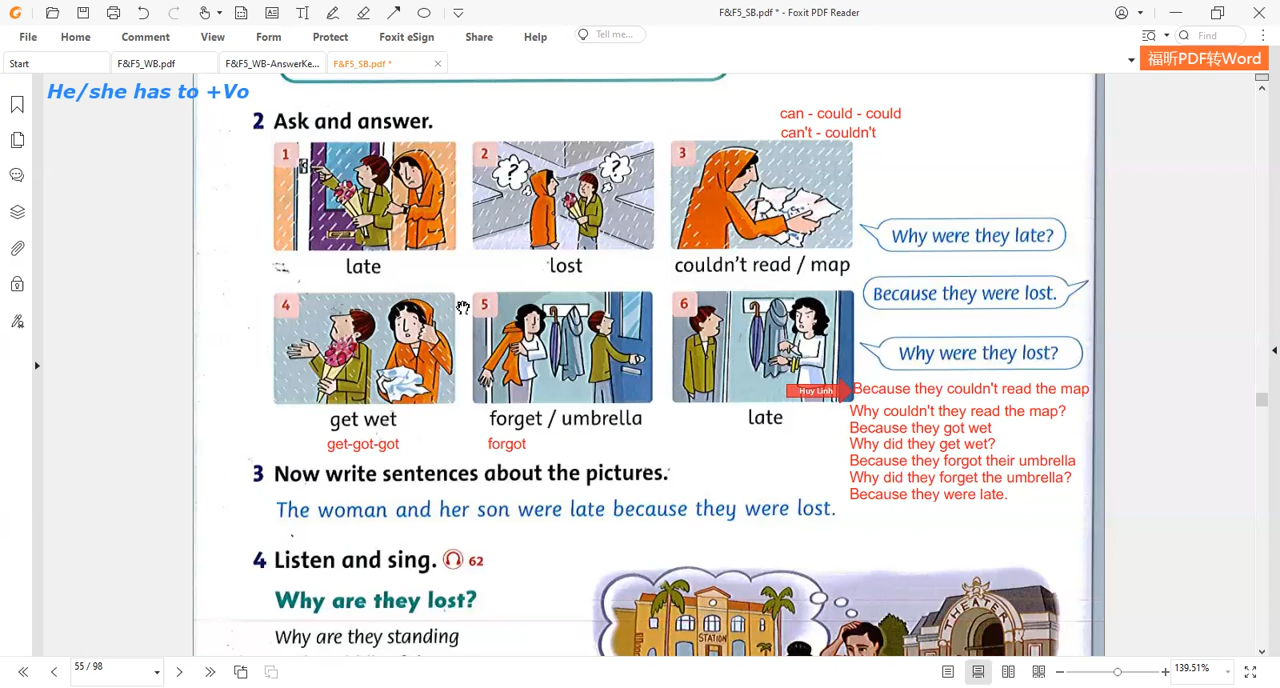 F&F5_SB.pdf * - Foxit PDF Reader
File Home Comment View Form Protect Foxit eSign Share Help Tell me... Find
Start F&F5_WB.pdf F&F5_WB-AnswerKe... F&F5_SB.pdf *
福昕PDF转Word
He/she has to +Vo
2 Ask and answer.
can - could - could
can't - couldn't
1
2
3
? ?
late
lost
couldn't read / map
Why were they late?
Because they were lost.
Why were they lost?
4
5
6
Huy Linh
Because they couldn't read the map
get wet
forget / umbrella
late
get-got-got
forgot
Why couldn't they read the map?
Because they got wet
Why did they get wet?
Because they forgot their umbrella
Why did they forget the umbrella?
Because they were late.
3 Now write sentences about the pictures.
The woman and her son were late because they were lost.
4 Listen and sing. 62
Why are they lost?
Why are they standing
STATION
THEATER
55 / 98
139.51%